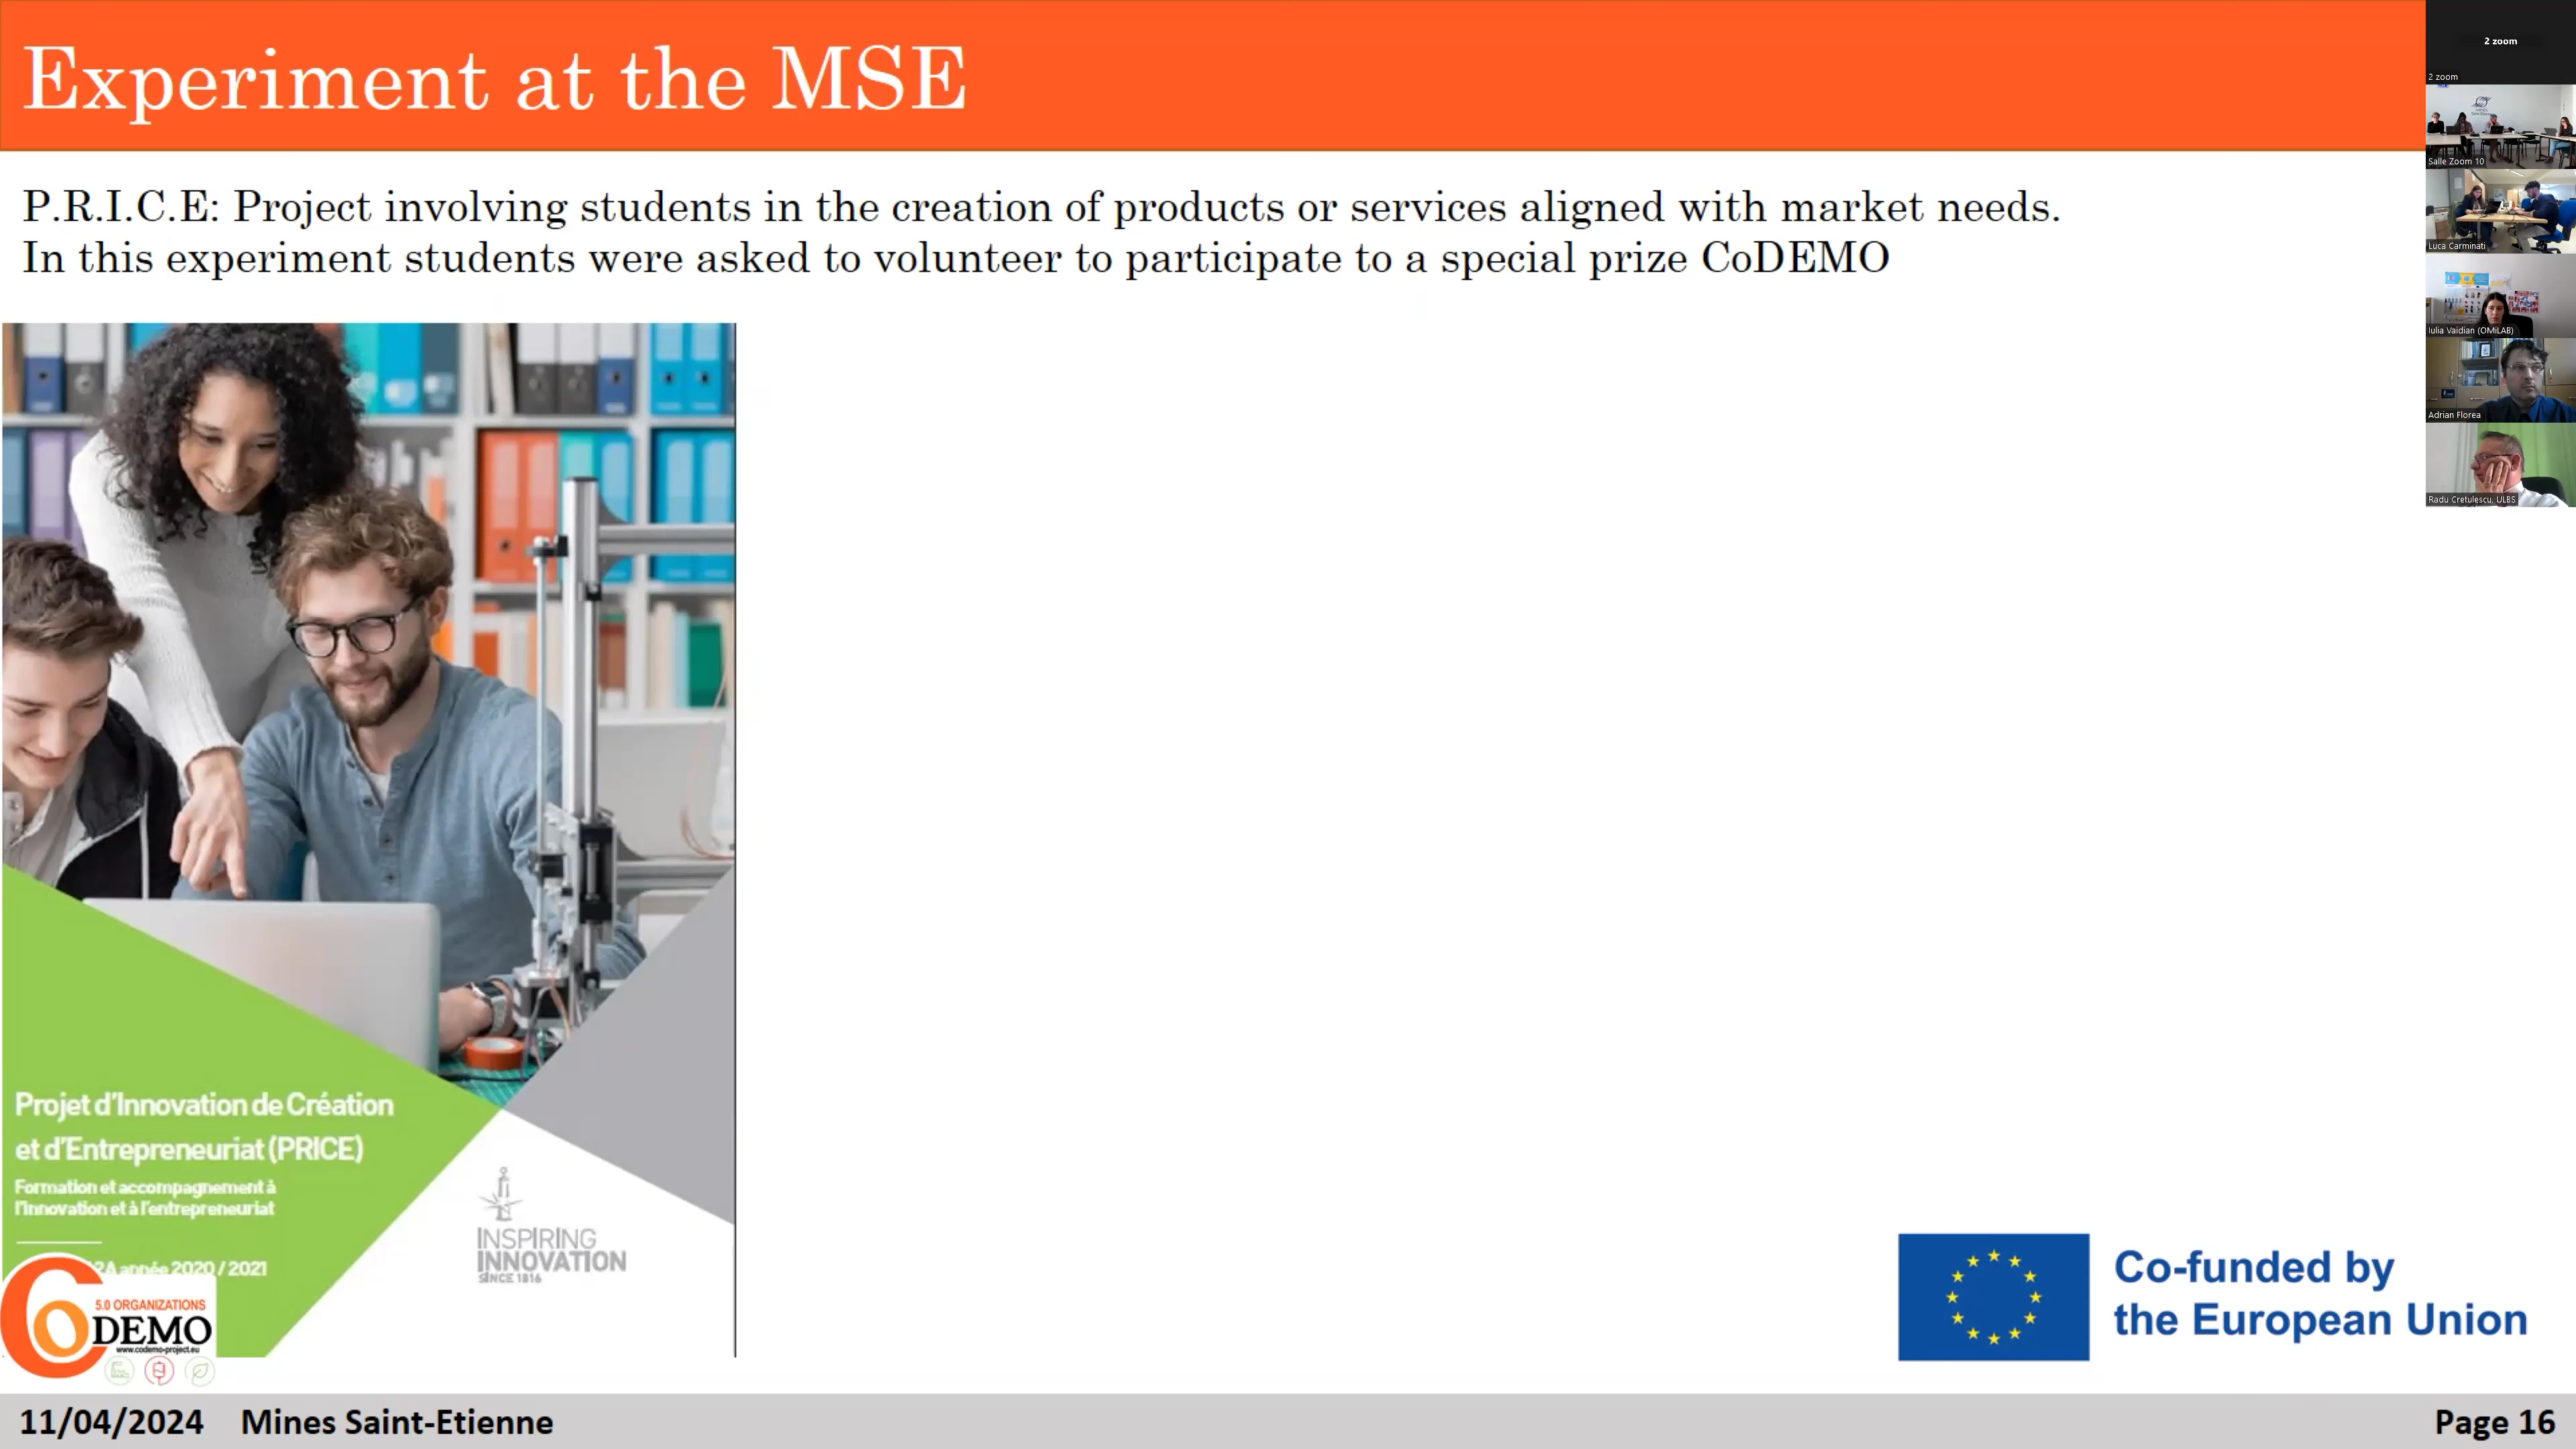 Experiment at the MSE
P.R.I.C.E: Project involving students in the creation of products or services aligned with market needs.
In this experiment students were asked to volunteer to participate to a special prize CoDEMO
2 zoom
2 zoom
Salle Zoom 10
Luca Carminati
Iulia Vaidian (OMiLAB)
Adrian Florea
Radu Cretulescu, ULBS
Projet d'Innovation de Création
et d'Entrepreneuriat (PRICE)
Formation et accompagnement à
l'innovation et à l'entrepreneuriat
2A année 2020 / 2021
INSPIRING
INNOVATION
SINCE 1816
5.0 ORGANIZATIONS
CoDEMO
www.codemo-project.eu
Co-funded by
the European Union
11/04/2024 Mines Saint-Etienne
Page 16